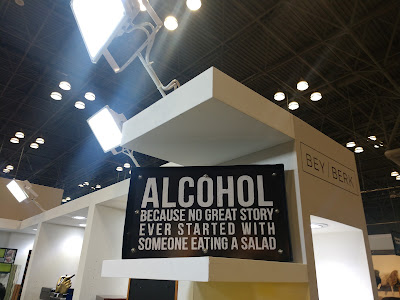 ALCOHOL
BECAUSE NO GREAT STORY
EVER STARTED WITH
SOMEONE EATING A SALAD
BEY / BERK